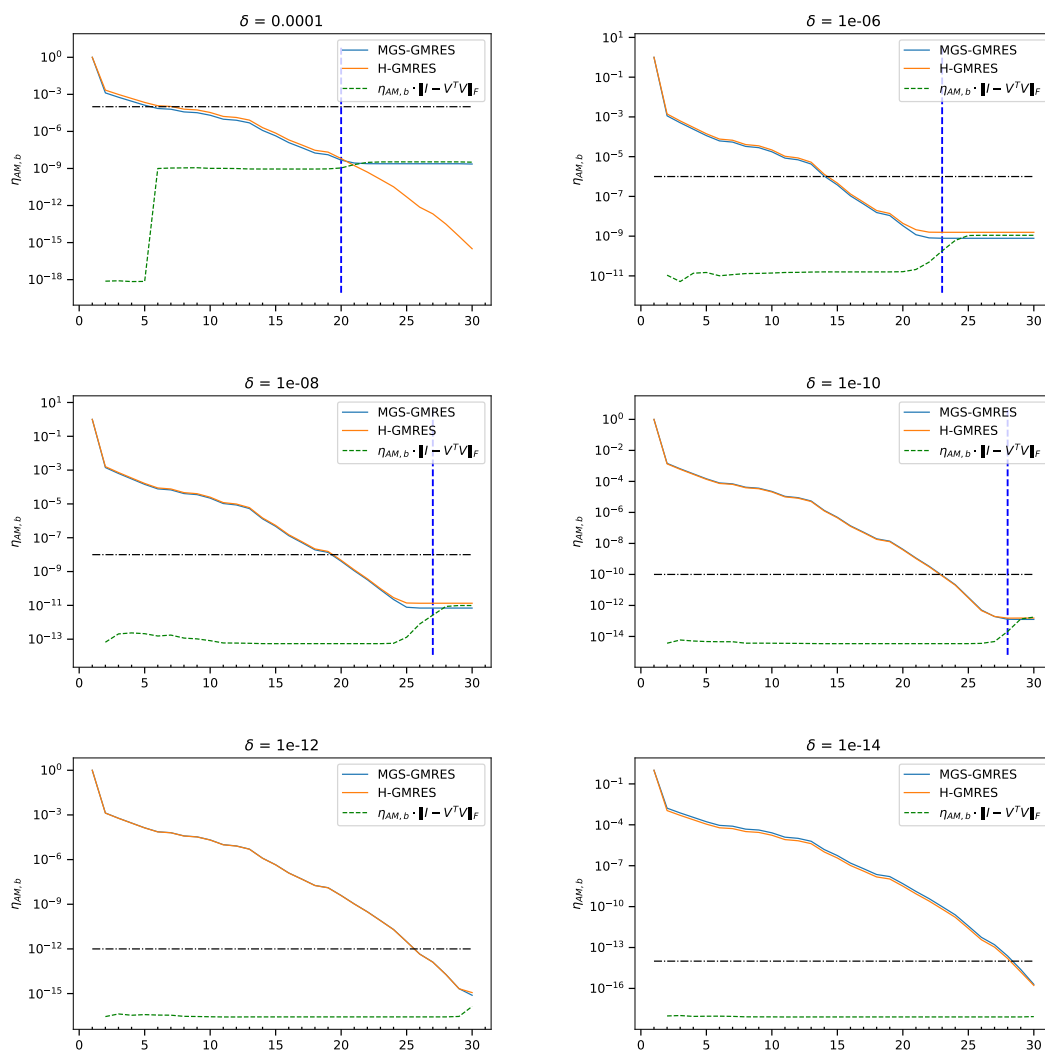 δ = 0.0001
MGS-GMRES
H-GMRES
η_{AM,b} · ‖I − V^T V‖_F
η_{AM,b}
10^0
10^{-3}
10^{-6}
10^{-9}
10^{-12}
10^{-15}
10^{-18}
0 5 10 15 20 25 30
δ = 1e-06
MGS-GMRES
H-GMRES
η_{AM,b} · ‖I − V^T V‖_F
η_{AM,b}
10^1
10^{-1}
10^{-3}
10^{-5}
10^{-7}
10^{-9}
10^{-11}
0 5 10 15 20 25 30
δ = 1e-08
MGS-GMRES
H-GMRES
η_{AM,b} · ‖I − V^T V‖_F
η_{AM,b}
10^1
10^{-1}
10^{-3}
10^{-5}
10^{-7}
10^{-9}
10^{-11}
10^{-13}
0 5 10 15 20 25 30
δ = 1e-10
MGS-GMRES
H-GMRES
η_{AM,b} · ‖I − V^T V‖_F
η_{AM,b}
10^0
10^{-2}
10^{-4}
10^{-6}
10^{-8}
10^{-10}
10^{-12}
10^{-14}
0 5 10 15 20 25 30
δ = 1e-12
MGS-GMRES
H-GMRES
η_{AM,b} · ‖I − V^T V‖_F
η_{AM,b}
10^0
10^{-3}
10^{-6}
10^{-9}
10^{-12}
10^{-15}
0 5 10 15 20 25 30
δ = 1e-14
MGS-GMRES
H-GMRES
η_{AM,b} · ‖I − V^T V‖_F
η_{AM,b}
10^{-1}
10^{-4}
10^{-7}
10^{-10}
10^{-13}
10^{-16}
0 5 10 15 20 25 30